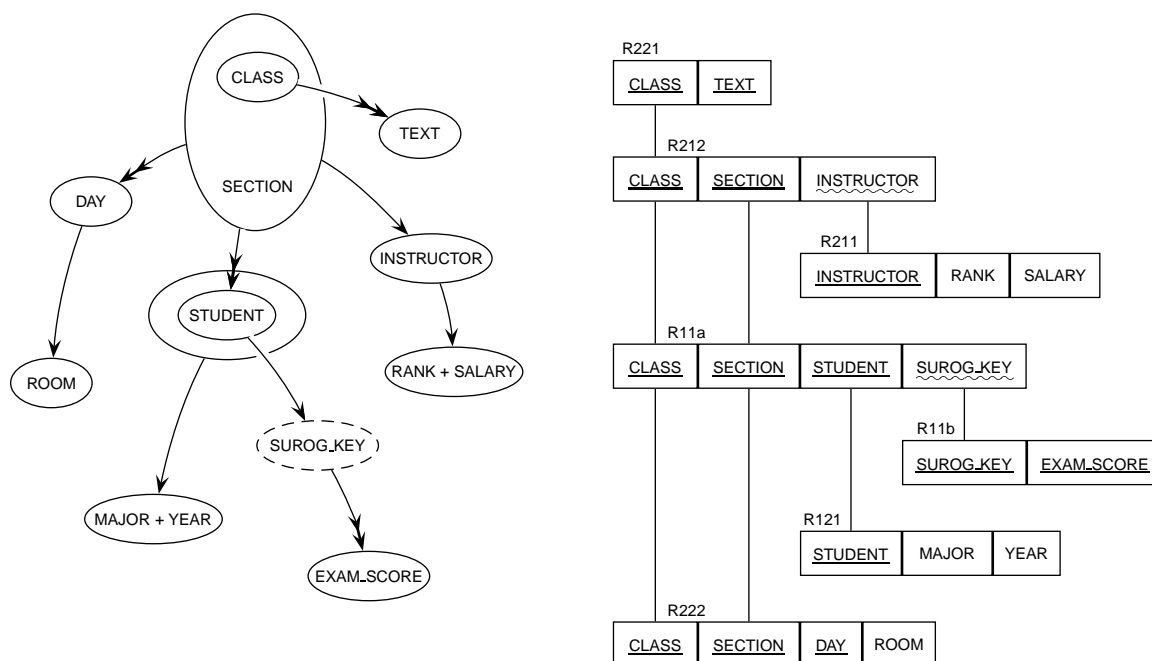 CLASS
TEXT
SECTION
DAY
INSTRUCTOR
STUDENT
ROOM
RANK + SALARY
SUROG_KEY
MAJOR + YEAR
EXAM_SCORE
R221
CLASS TEXT
R212
CLASS SECTION INSTRUCTOR
R211
INSTRUCTOR RANK SALARY
R11a
CLASS SECTION STUDENT SUROG_KEY
R11b
SUROG_KEY EXAM_SCORE
R121
STUDENT MAJOR YEAR
R222
CLASS SECTION DAY ROOM